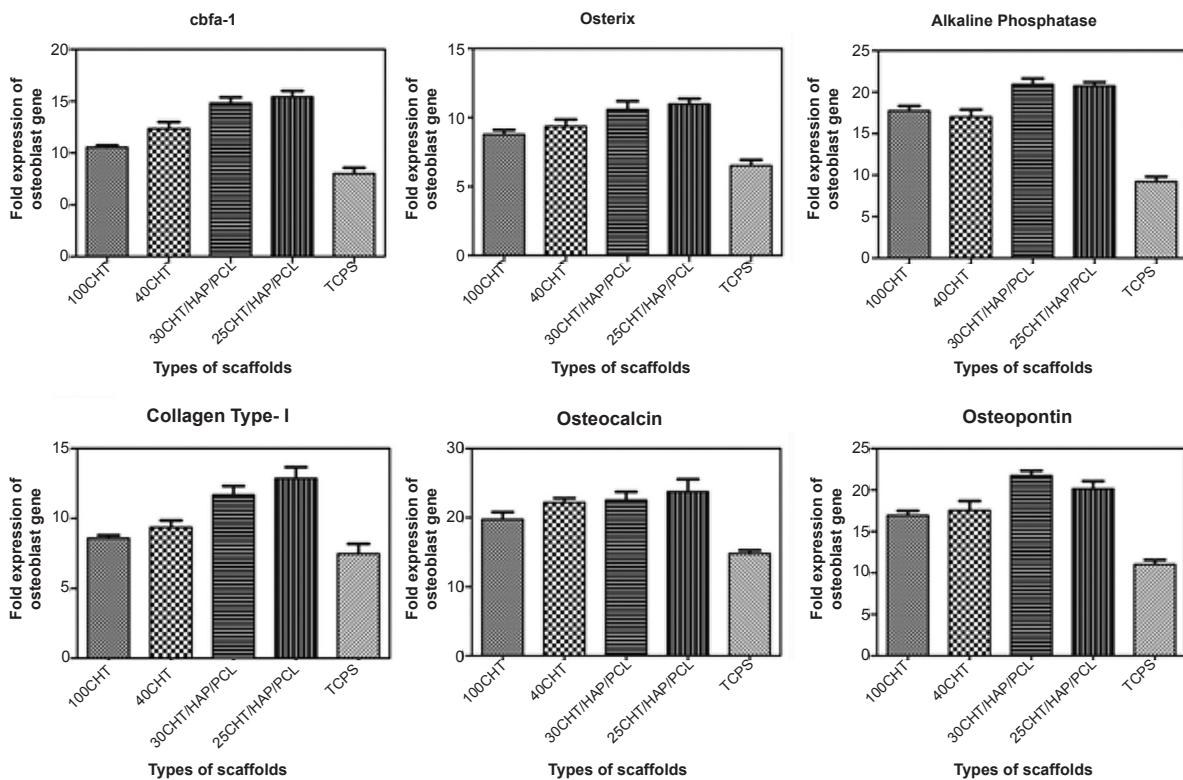 cbfa-1
Fold expression of
osteoblast gene
20
15
10
0
0
100CHT
40CHT
30CHT/HAP/PCL
25CHT/HAP/PCL
TCPS
Types of scaffolds
Osterix
Fold expression of
osteoblast gene
15
10
5
0
100CHT
40CHT
30CHT/HAP/PCL
25CHT/HAP/PCL
TCPS
Types of scaffolds
Alkaline Phosphatase
Fold expression of
osteoblast gene
25
20
15
10
5
0
100CHT
40CHT
30CHT/HAP/PCL
25CHT/HAP/PCL
TCPS
Types of scaffolds
Collagen Type- I
Fold expression of
osteoblast gene
15
10
5
0
100CHT
40CHT
30CHT/HAP/PCL
25CHT/HAP/PCL
TCPS
Types of scaffolds
Osteocalcin
Fold expression of
osteoblast gene
30
20
10
0
100CHT
40CHT
30CHT/HAP/PCL
25CHT/HAP/PCL
TCPS
Types of scaffolds
Osteopontin
Fold expression of
osteoblast gene
25
20
15
10
5
0
100CHT
40CHT
30CHT/HAP/PCL
25CHT/HAP/PCL
TCPS
Types of scaffolds